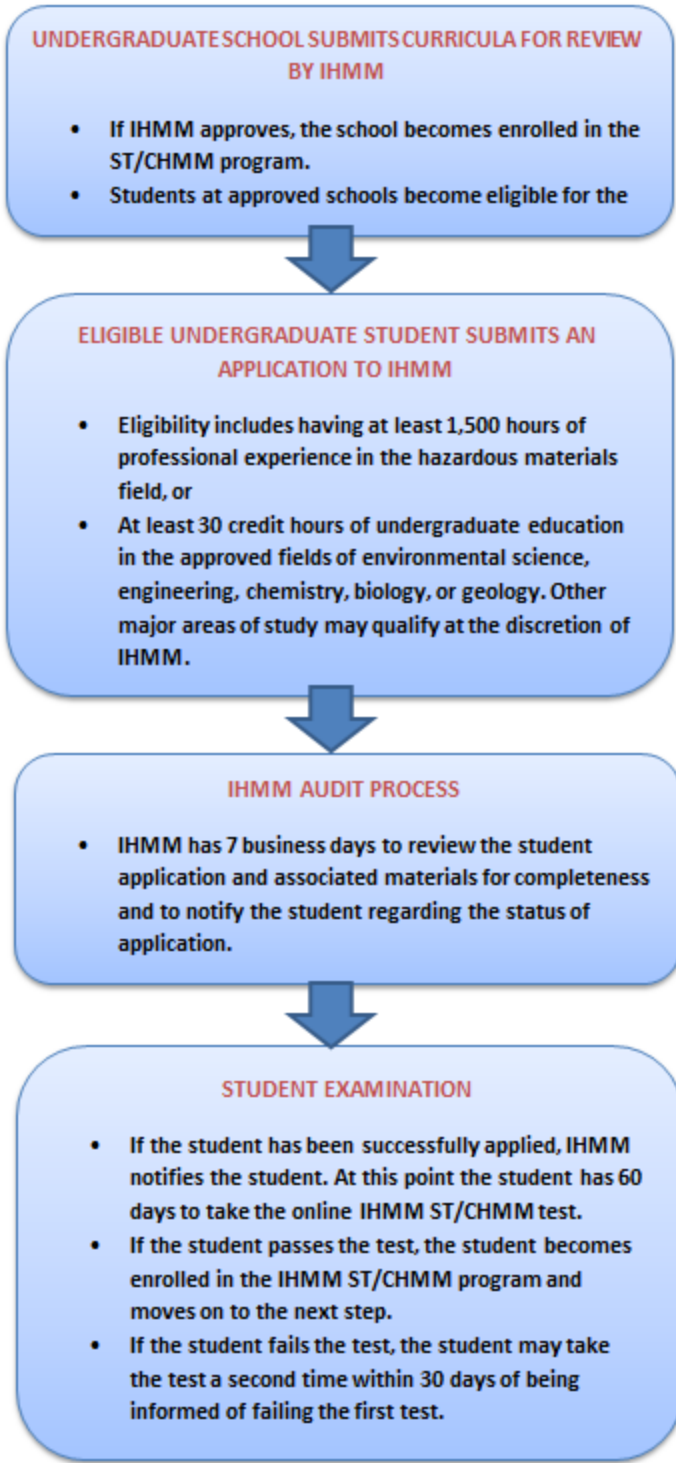 UNDERGRADUATE SCHOOL SUBMITS CURRICULA FOR REVIEW
BY IHMM
• If IHMM approves, the school becomes enrolled in the
ST/CHMM program.
• Students at approved schools become eligible for the
ELIGIBLE UNDERGRADUATE STUDENT SUBMITS AN
APPLICATION TO IHMM
• Eligibility includes having at least 1,500 hours of
professional experience in the hazardous materials
field, or
• At least 30 credit hours of undergraduate education
in the approved fields of environmental science,
engineering, chemistry, biology, or geology. Other
major areas of study may qualify at the discretion of
IHMM.
IHMM AUDIT PROCESS
• IHMM has 7 business days to review the student
application and associated materials for completeness
and to notify the student regarding the status of
application.
STUDENT EXAMINATION
• If the student has been successfully applied, IHMM
notifies the student. At this point the student has 60
days to take the online IHMM ST/CHMM test.
• If the student passes the test, the student becomes
enrolled in the IHMM ST/CHMM program and
moves on to the next step.
• If the student fails the test, the student may take
the test a second time within 30 days of being
informed of failing the first test.